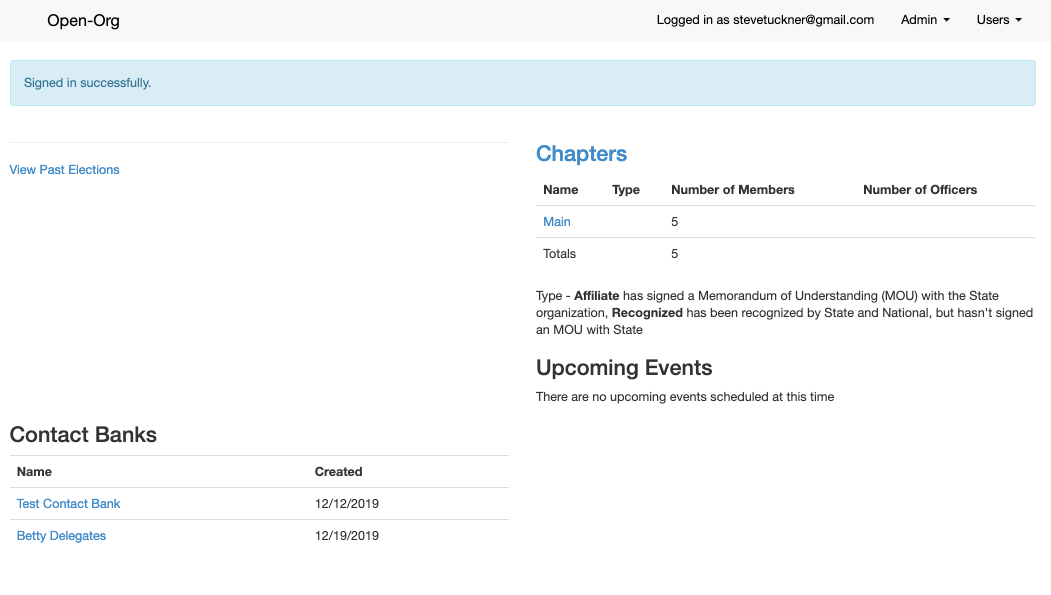 Open-Org
Logged in as stevetuckner@gmail.com Admin Users
Signed in successfully.
View Past Elections
Chapters
Name Type Number of Members Number of Officers
Main 5
Totals 5
Type - Affiliate has signed a Memorandum of Understanding (MOU) with the State
organization, Recognized has been recognized by State and National, but hasn't signed
an MOU with State
Upcoming Events
There are no upcoming events scheduled at this time
Contact Banks
Name Created
Test Contact Bank 12/12/2019
Betty Delegates 12/19/2019